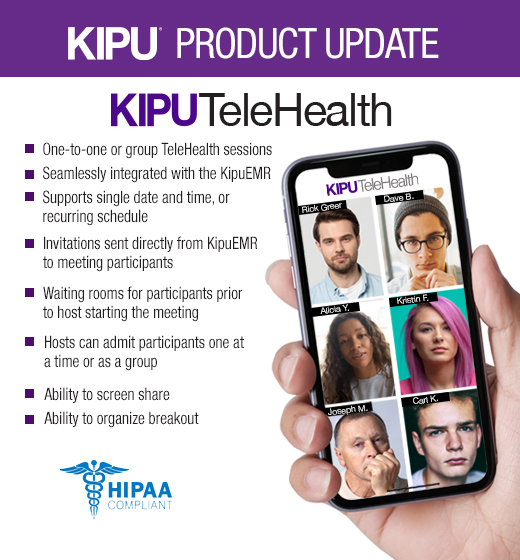 KIPU® PRODUCT UPDATE
KIPUTeleHealth
One-to-one or group TeleHealth sessions
Seamlessly integrated with the KipuEMR
Supports single date and time, or
recurring schedule
Invitations sent directly from KipuEMR
to meeting participants
Waiting rooms for participants prior
to host starting the meeting
Hosts can admit participants one at
a time or as a group
Ability to screen share
Ability to organize breakout
HIPAA
COMPLIANT
KIPUTeleHealth
Rick Greer
Dave B.
Alicia Y.
Kristin F.
Joseph M.
Carl K.